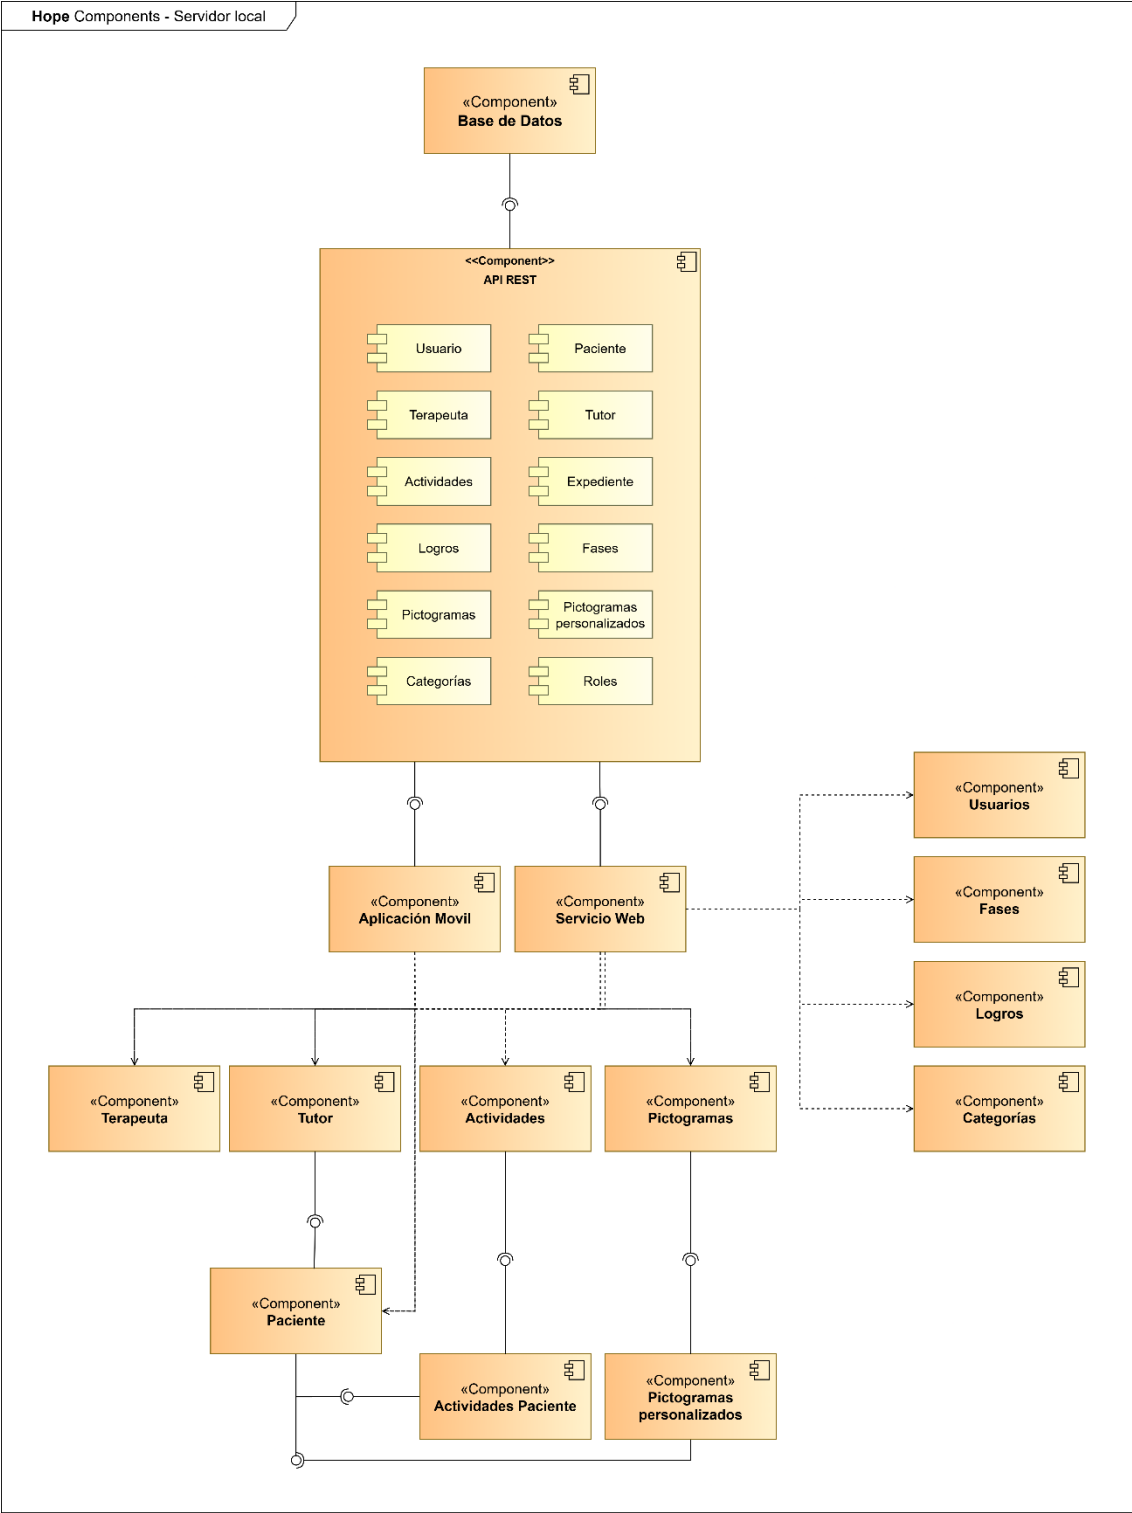 Hope Components - Servidor local
«Component»
Base de Datos
<<Component>>
API REST
Usuario
Paciente
Terapeuta
Tutor
Actividades
Expediente
Logros
Fases
Pictogramas
Pictogramas
personalizados
Categorías
Roles
«Component»
Usuarios
«Component»
Aplicación Movil
«Component»
Servicio Web
«Component»
Fases
«Component»
Logros
«Component»
Terapeuta
«Component»
Tutor
«Component»
Actividades
«Component»
Pictogramas
«Component»
Categorías
«Component»
Paciente
«Component»
Actividades Paciente
«Component»
Pictogramas
personalizados